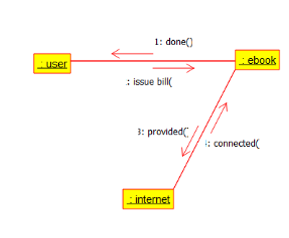 1: done()
: user
: ebook
: issue bill(
3: provided(
: connected(
: internet